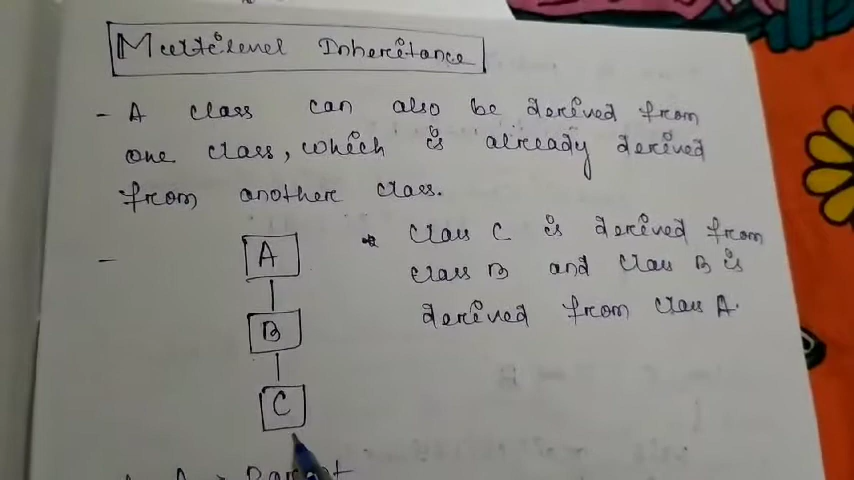 Multilevel Inheritance
- A class can also be derived from
one class, which is already derived
from another class.
-
A
B
C
* Class C is derived from
class B and class B is
derived from class A.
A → Parent